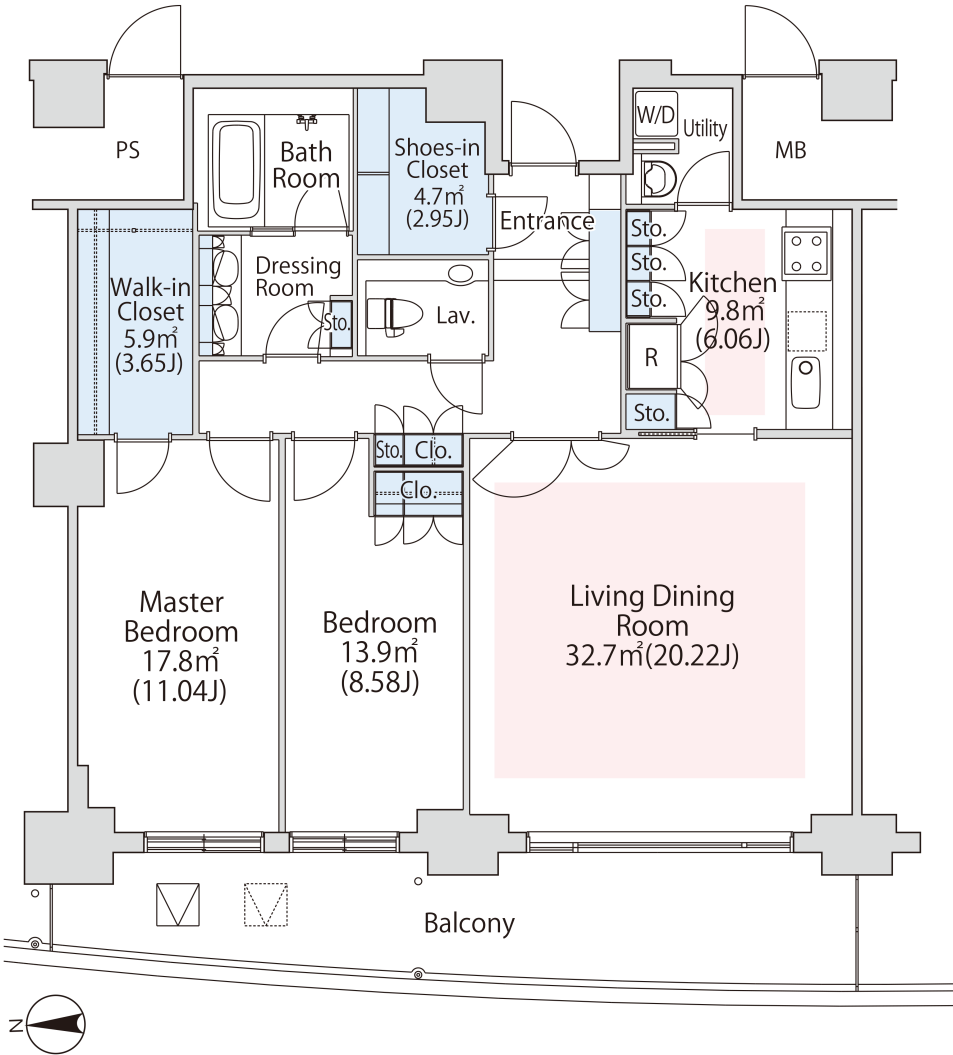 PS
Bath
Room
Shoes-in
Closet
4.7㎡
(2.95J)
Entrance
W/D
Utility
MB
Walk-in
Closet
5.9㎡
(3.65J)
Dressing
Room
Sto.
Lav.
Sto.
Sto.
Sto.
Kitchen
9.8㎡
(6.06J)
R
Sto.
Sto.
Clo.
Clo.
Master
Bedroom
17.8㎡
(11.04J)
Bedroom
13.9㎡
(8.58J)
Living Dining
Room
32.7㎡(20.22J)
Balcony
N